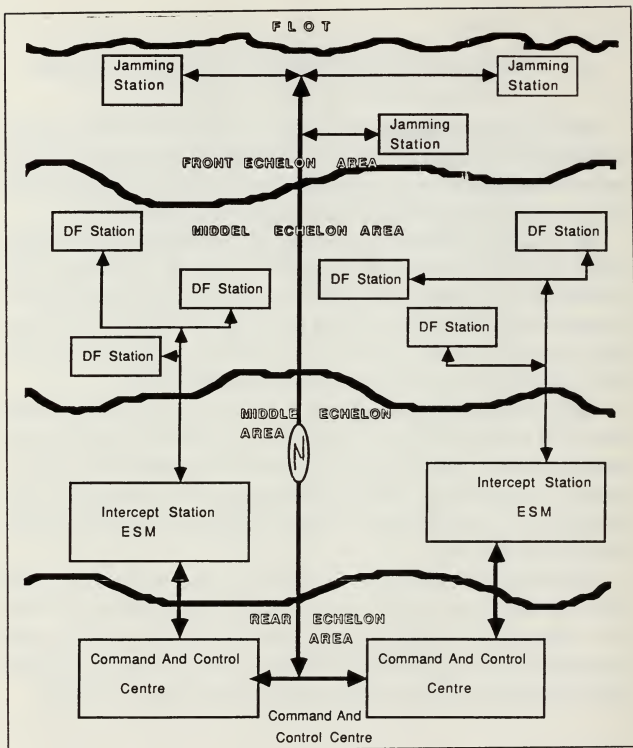 F L O T
Jamming
Station
Jamming
Station
Jamming
Station
FRONT ECHELON AREA
DF Station
MIDDEL ECHELON AREA
DF Station
DF Station
DF Station
DF Station
DF Station
MIDDLE ECHELON
AREA
N
Intercept Station
ESM
Intercept Station
ESM
REAR ECHELON
AREA
Command And Control
Centre
Command And Control
Centre
Command And
Control Centre